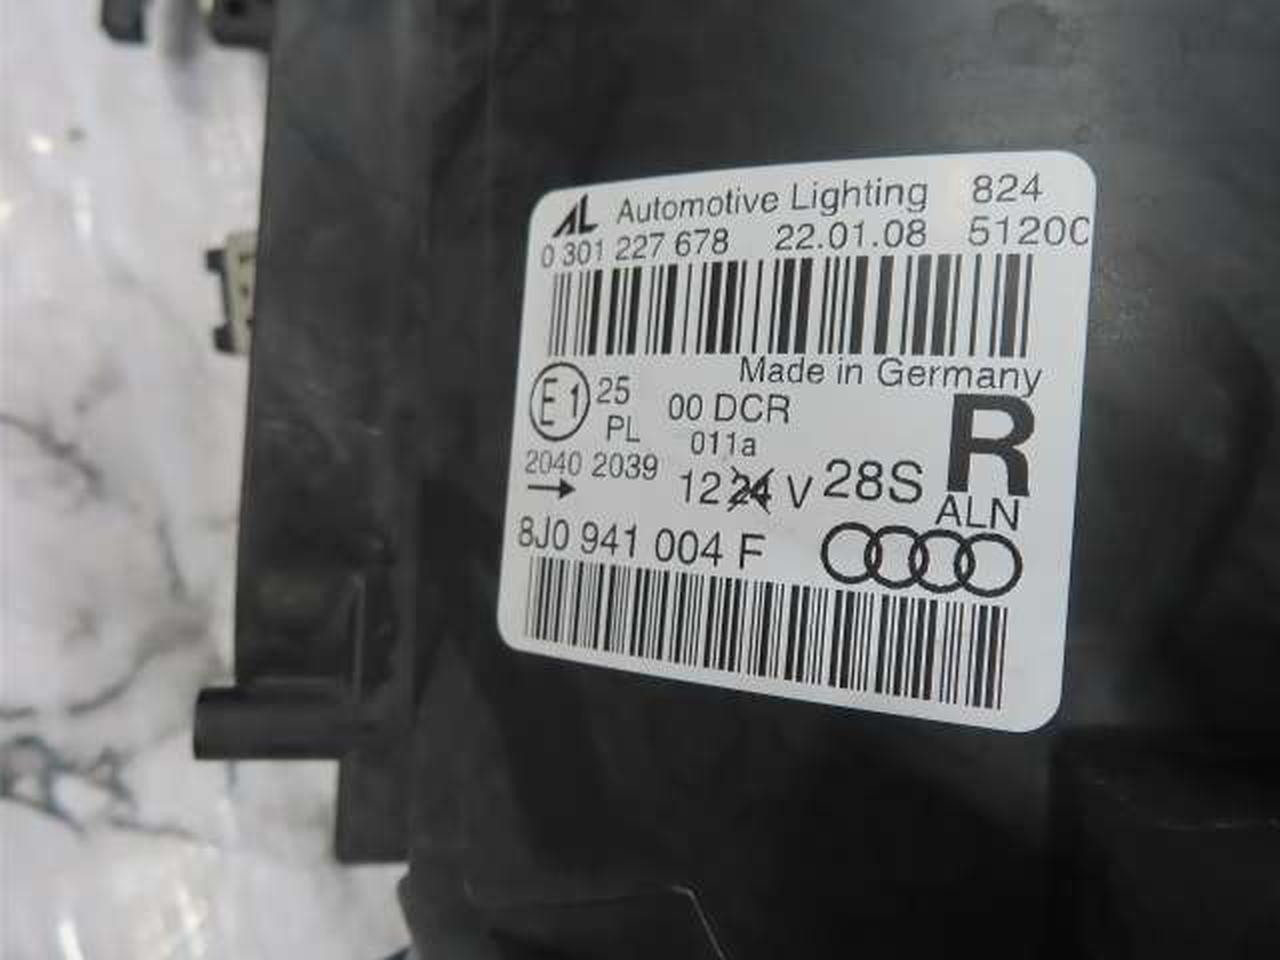 AL Automotive Lighting 824
0 301 227 678 22.01.08 5120C
Made in Germany
E1 25 00 DCR R
PL 011a
2040 2039 12 24 V 28S
ALN
8J0 941 004 F